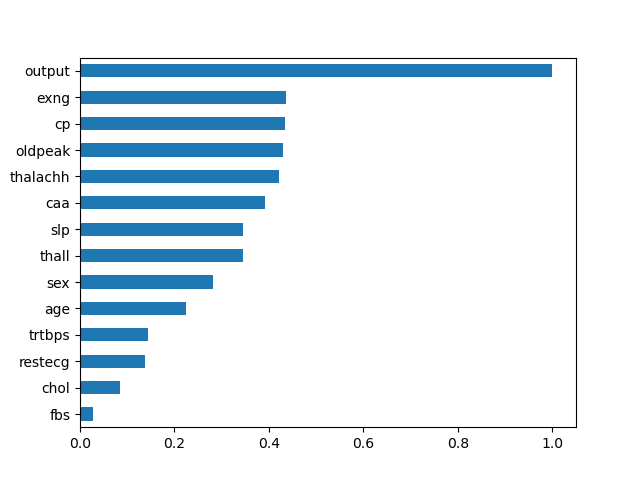 output
exng
cp
oldpeak
thalachh
caa
slp
thall
sex
age
trtbps
restecg
chol
fbs
0.0 0.2 0.4 0.6 0.8 1.0